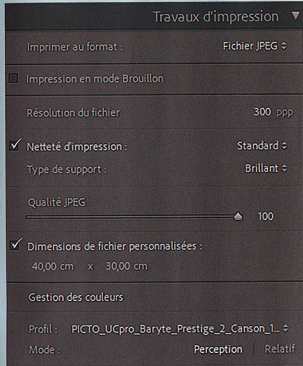 Travaux d'impression
Imprimer au format : Fichier JPEG
Impression en mode Brouillon
Résolution du fichier 300 ppp
Netteté d'impression : Standard
Type de support : Brillant
Qualité JPEG
100
Dimensions de fichier personnalisées :
40,00 cm x 30,00 cm
Gestion des couleurs
Profil : PICTO_UCpro_Baryte_Prestige_2_Canson_1...
Mode : Perception Relatif